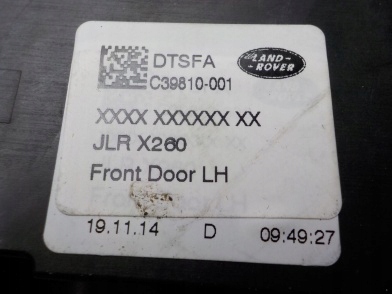 DTSFA
C39810-001
LAND-
-ROVER
XXXX XXXXXX XX
JLR X260
Front Door LH
19.11.14 D 09:49:27